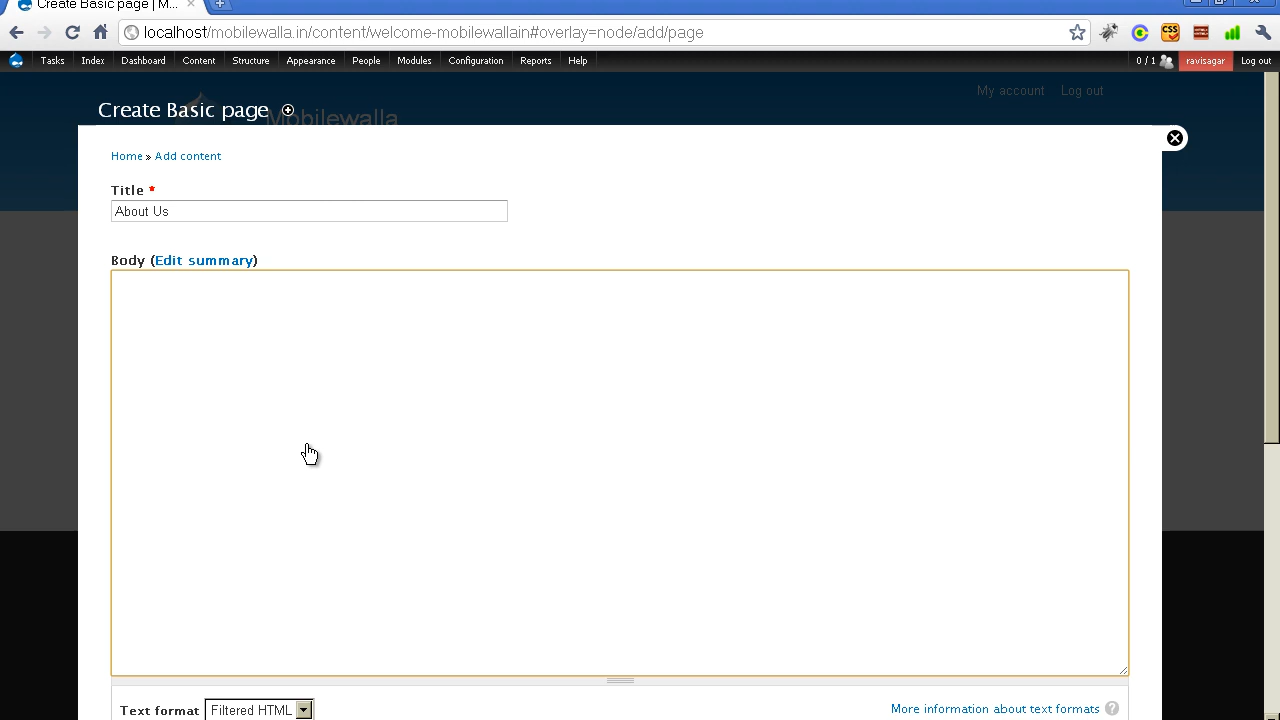 Create Basic page | M...
localhost/mobilewalla.in/content/welcome-mobilewallain#overlay=node/add/page
CSS
Tasks Index Dashboard Content Structure Appearance People Modules Configuration Reports Help 0 / 1 ravisagar Log out
My account Log out
Create Basic page
Mobilewalla
Home » Add content
Title *
About Us
Body (Edit summary)
Text format Filtered HTML More information about text formats ?